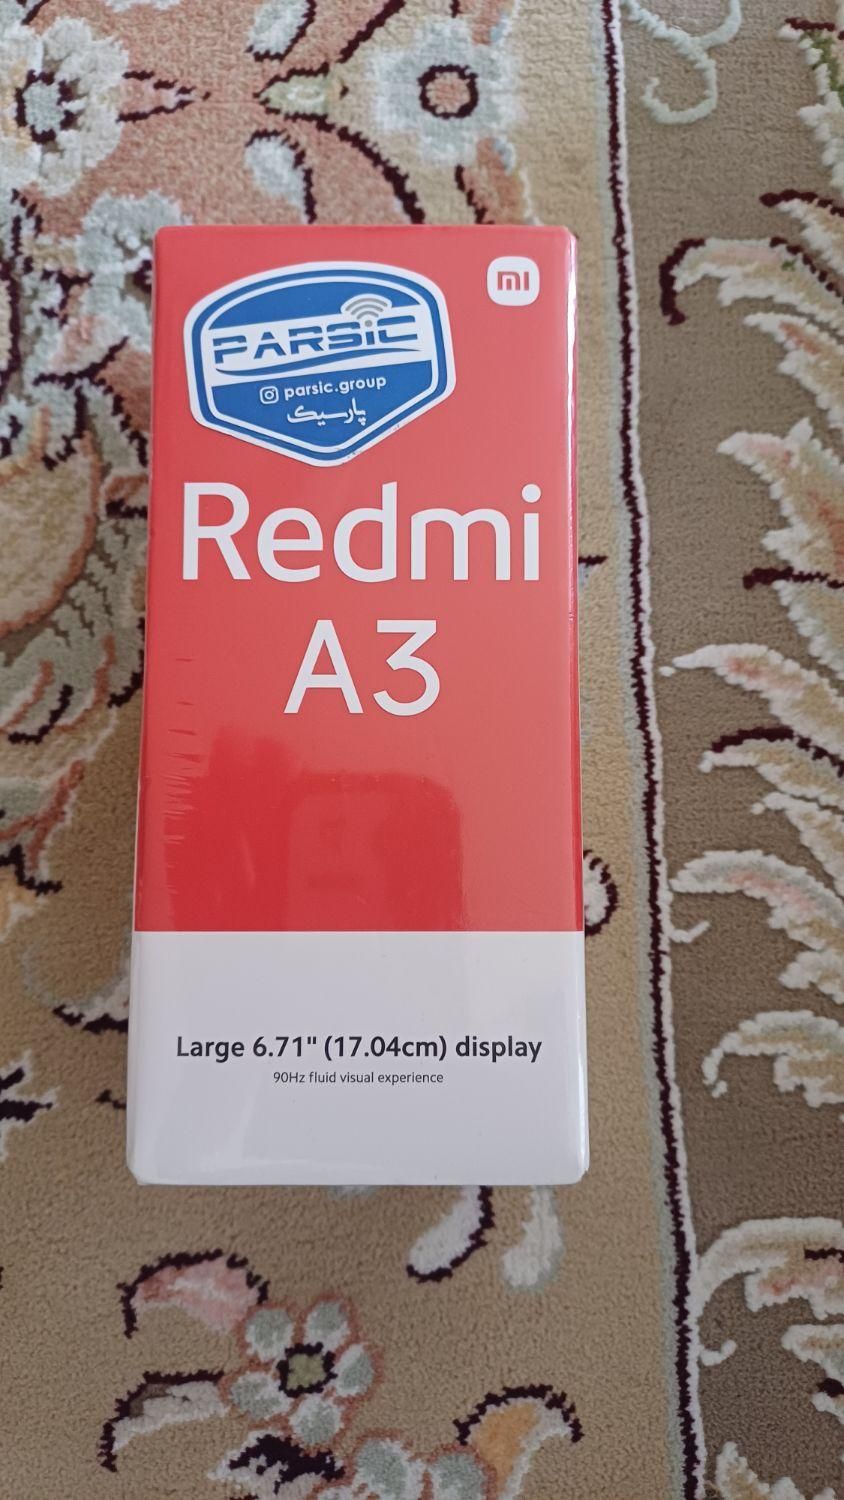 mi
PARSiC
parsic.group
پارسیک
Redmi
A3
Large 6.71" (17.04cm) display
90Hz fluid visual experience